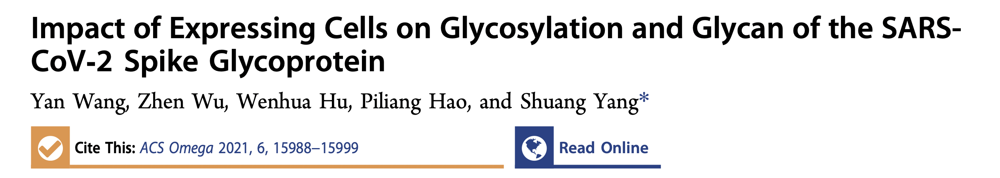 Impact of Expressing Cells on Glycosylation and Glycan of the SARS-
CoV-2 Spike Glycoprotein
Yan Wang, Zhen Wu, Wenhua Hu, Piliang Hao, and Shuang Yang*
Cite This: ACS Omega 2021, 6, 15988–15999
Read Online